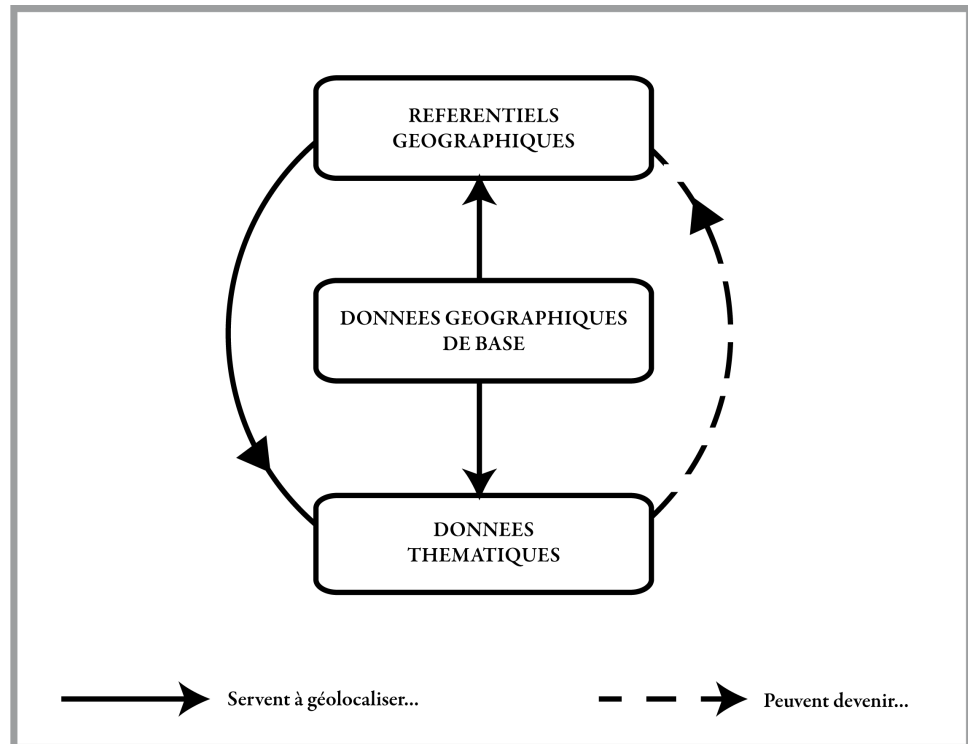 REFERENTIELS
GEOGRAPHIQUES
DONNEES GEOGRAPHIQUES
DE BASE
DONNEES
THEMATIQUES
Servent à géolocaliser...
Peuvent devenir...